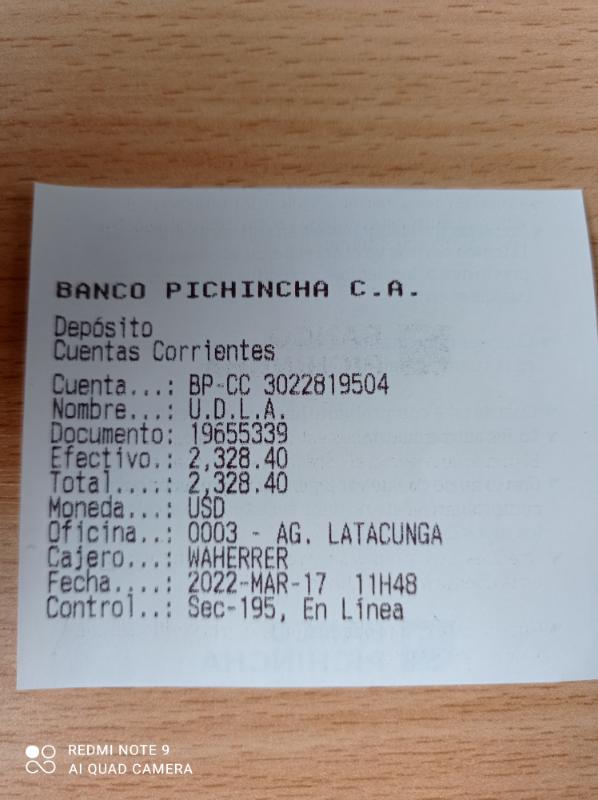 BANCO PICHINCHA C.A.
Depósito
Cuentas Corrientes
Cuenta...: BP-CC 3022819504
Nombre...: U.D.L.A.
Documento: 19655339
Efectivo.: 2,328.40
Total....: 2,328.40
Moneda...: USD
Oficina..: 0003 - AG. LATACUNGA
Cajero...: WAHERRER
Fecha....: 2022-MAR-17 11H48
Control..: Sec-195, En Línea
REDMI NOTE 9
AI QUAD CAMERA